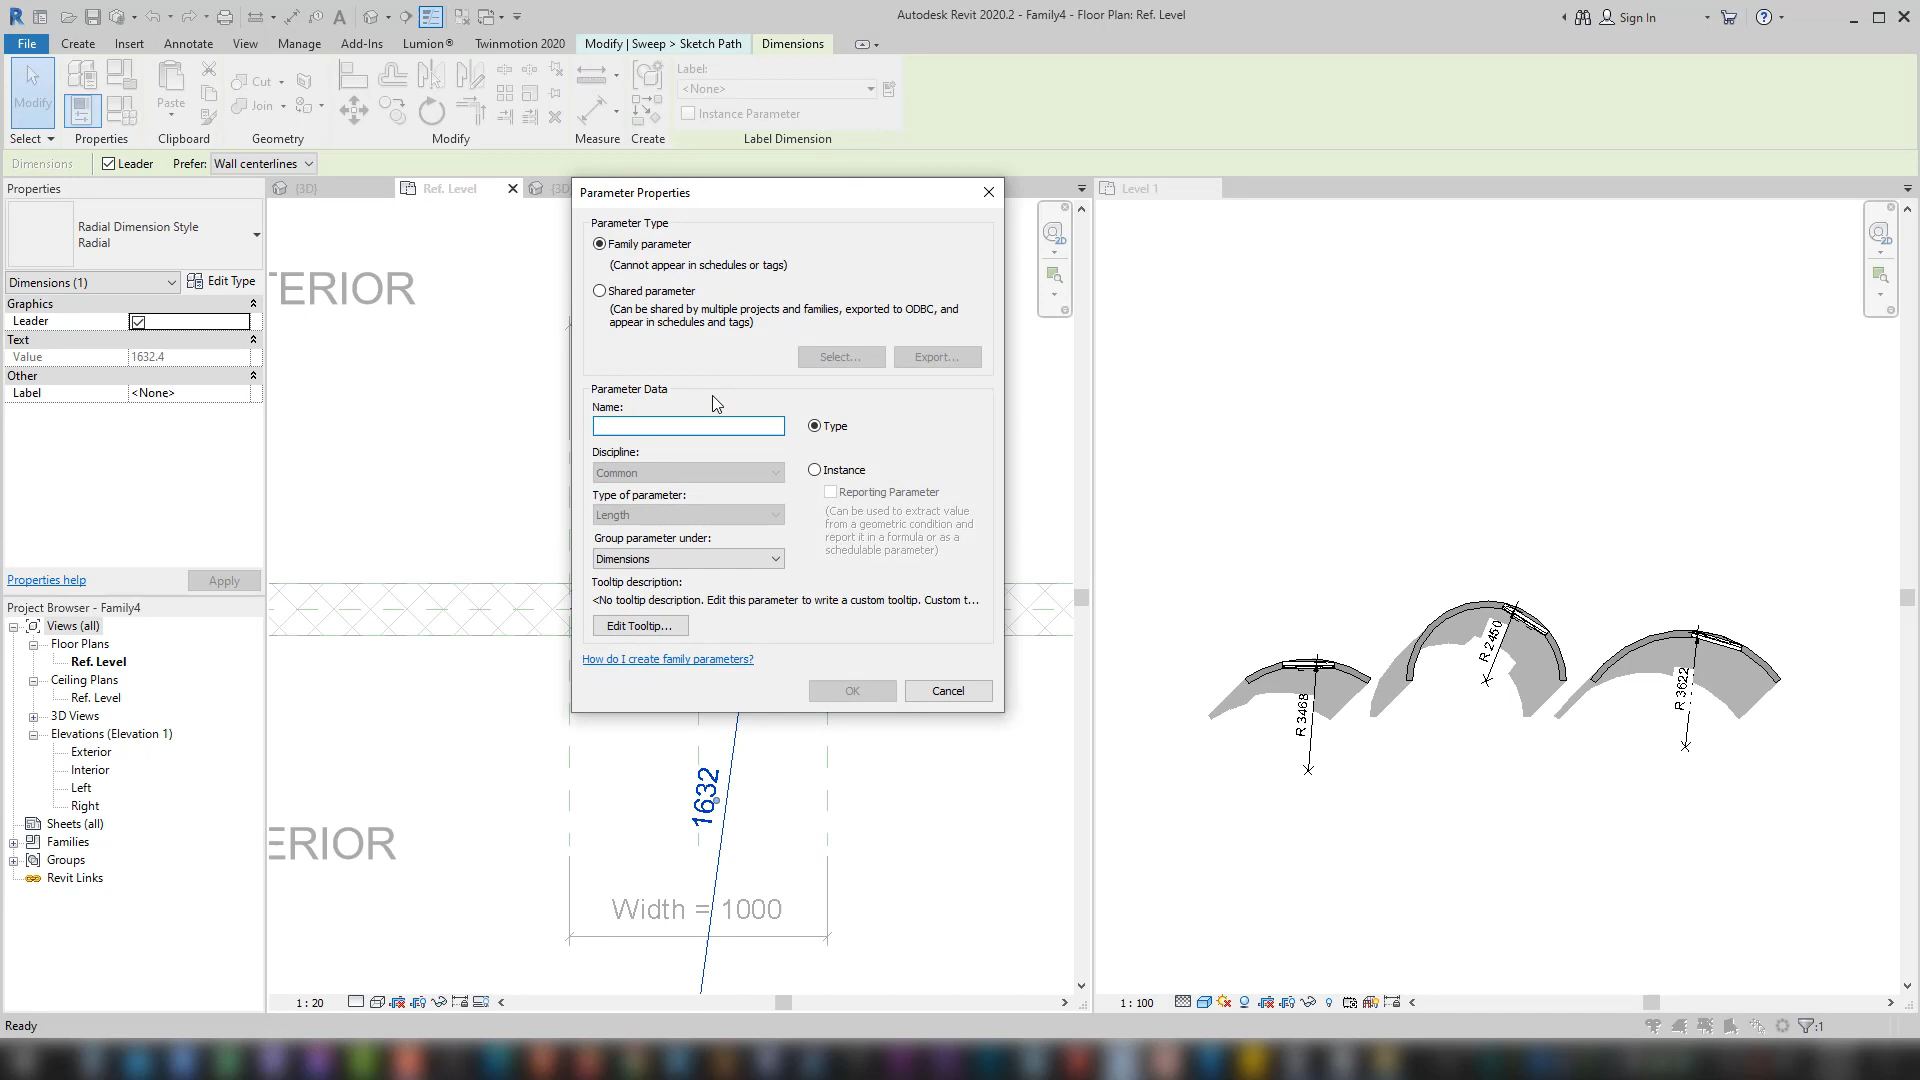 Autodesk Revit 2020.2 - Family4 - Floor Plan: Ref. Level
Sign In
File Create Insert Annotate View Manage Add-Ins Lumion® Twinmotion 2020 Modify | Sweep > Sketch Path Dimensions
Modify Paste Cut Join Label: <None> Instance Parameter
Select Properties Clipboard Geometry Modify Measure Create Label Dimension
Dimensions Leader Prefer: Wall centerlines
Properties
Radial Dimension Style
Radial
Dimensions (1) Edit Type
Graphics
Leader
Text
Value 1632.4
Other
Label <None>
Properties help Apply
Project Browser - Family4
Views (all)
Floor Plans
Ref. Level
Ceiling Plans
Ref. Level
3D Views
Elevations (Elevation 1)
Exterior
Interior
Left
Right
Sheets (all)
Families
Groups
Revit Links
{3D} Ref. Level {3D
TERIOR
ERIOR
1632
Width = 1000
1 : 20
Parameter Properties
Parameter Type
Family parameter
(Cannot appear in schedules or tags)
Shared parameter
(Can be shared by multiple projects and families, exported to ODBC, and
appear in schedules and tags)
Select... Export...
Parameter Data
Name:
Type
Discipline:
Common
Instance
Reporting Parameter
Type of parameter:
Length
(Can be used to extract value
from a geometric condition and
report it in a formula or as a
schedulable parameter)
Group parameter under:
Dimensions
Tooltip description:
<No tooltip description. Edit this parameter to write a custom tooltip. Custom t...
Edit Tooltip...
How do I create family parameters?
OK Cancel
Level 1
2D
2D
R 3468
R 2450
R 3622
1 : 100
Ready
:1